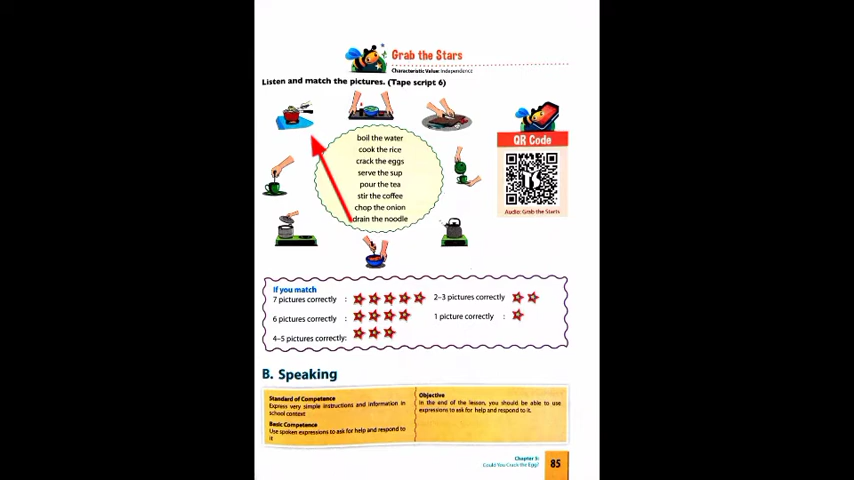 Grab the Stars
Characteristic Value: Independence
Listen and match the pictures. (Tape script 6)
boil the water
cook the rice
crack the eggs
serve the sup
pour the tea
stir the coffee
chop the onion
drain the noodle
QR Code
Audio: Grab the Starts
If you match
7 pictures correctly :
6 pictures correctly :
4–5 pictures correctly:
2–3 pictures correctly
1 picture correctly :
B. Speaking
Standard of Competence
Express very simple instructions and information in
school context
Basic Competence
Use spoken expressions to ask for help and respond to
it
Objective
In the end of the lesson, you should be able to use
expressions to ask for help and respond to it.
Chapter 5:
Could You Crack the Egg?
85